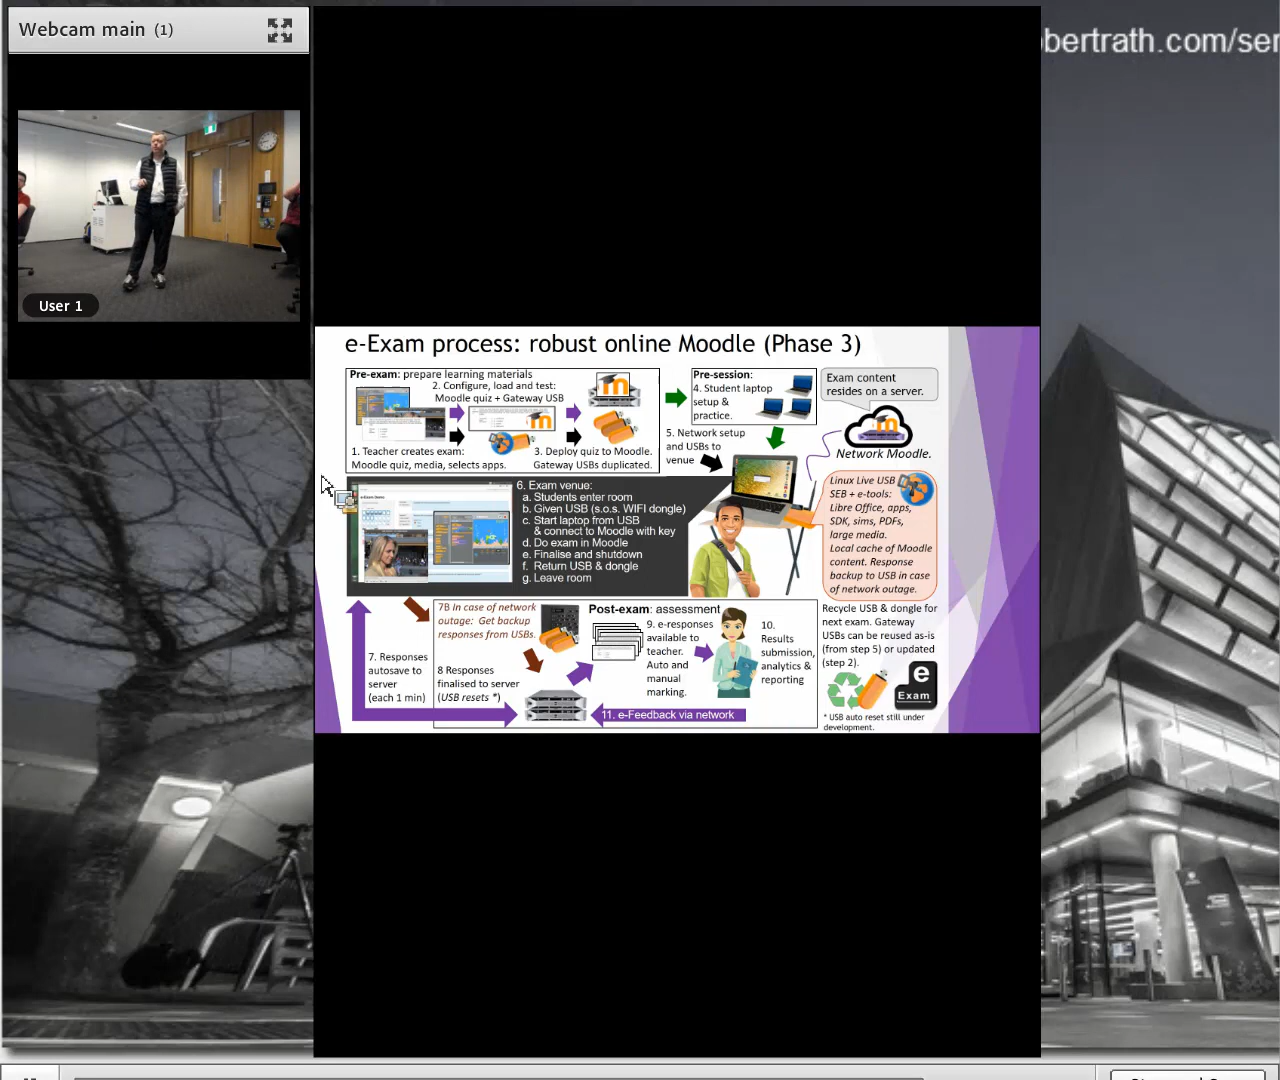 Webcam main (1)
User 1
e-Exam process: robust online Moodle (Phase 3)
Pre-exam: prepare learning materials
2. Configure, load and test:
Moodle quiz + Gateway USB
1. Teacher creates exam:
Moodle quiz, media, selects apps.
3. Deploy quiz to Moodle.
Gateway USBs duplicated.
Pre-session:
4. Student laptop
setup &
practice.
Exam content
resides on a server.
5. Network setup
and USBs to
venue
Network Moodle.
6. Exam venue:
a. Students enter room
b. Given USB (s.o.s. WIFI dongle)
c. Start laptop from USB
& connect to Moodle with key
d. Do exam in Moodle
e. Finalise and shutdown
f. Return USB & dongle
g. Leave room
Linux Live USB
SEB + e-tools:
Libre Office, apps,
SDK, sims, PDFs,
large media.
Local cache of Moodle
content. Response
backup to USB in case
of network outage.
7B In case of network
outage: Get backup
responses from USBs.
7. Responses
autosave to
server
(each 1 min)
8 Responses
finalised to server
(USB resets *)
Post-exam: assessment
9. e-responses
available to
teacher.
Auto and
manual
marking.
10.
Results
submission,
analytics &
reporting
11. e-Feedback via network
Recycle USB & dongle for
next exam. Gateway
USBs can be reused as-is
(from step 5) or updated
(step 2).
e
Exam
* USB auto reset still under
development.
bertrath.com/ser